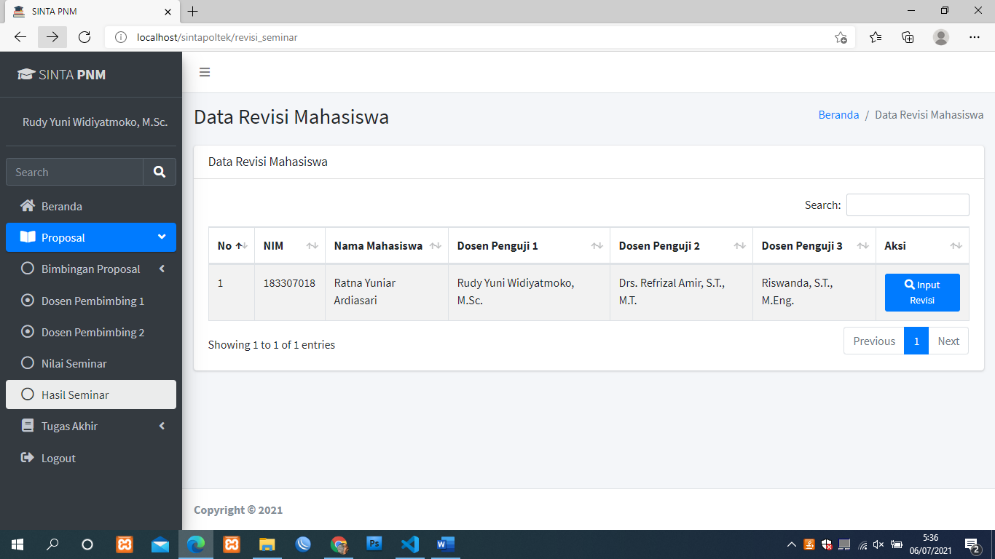 SINTA PNM
localhost/sintapoltek/revisi_seminar
SINTA PNM
Rudy Yuni Widiyatmoko, M.Sc.
Search
Beranda
Proposal
Bimbingan Proposal
Dosen Pembimbing 1
Dosen Pembimbing 2
Nilai Seminar
Hasil Seminar
Tugas Akhir
Logout
Data Revisi Mahasiswa
Beranda / Data Revisi Mahasiswa
Data Revisi Mahasiswa
Search:
No NIM Nama Mahasiswa Dosen Penguji 1 Dosen Penguji 2 Dosen Penguji 3 Aksi
1 183307018 Ratna Yuniar Rudy Yuni Widiyatmoko, Drs. Refrizal Amir, S.T., Riswanda, S.T., Input
Ardiasari M.Sc. M.T. M.Eng. Revisi
Showing 1 to 1 of 1 entries
Previous 1 Next
Copyright © 2021
5:36
06/07/2021
2